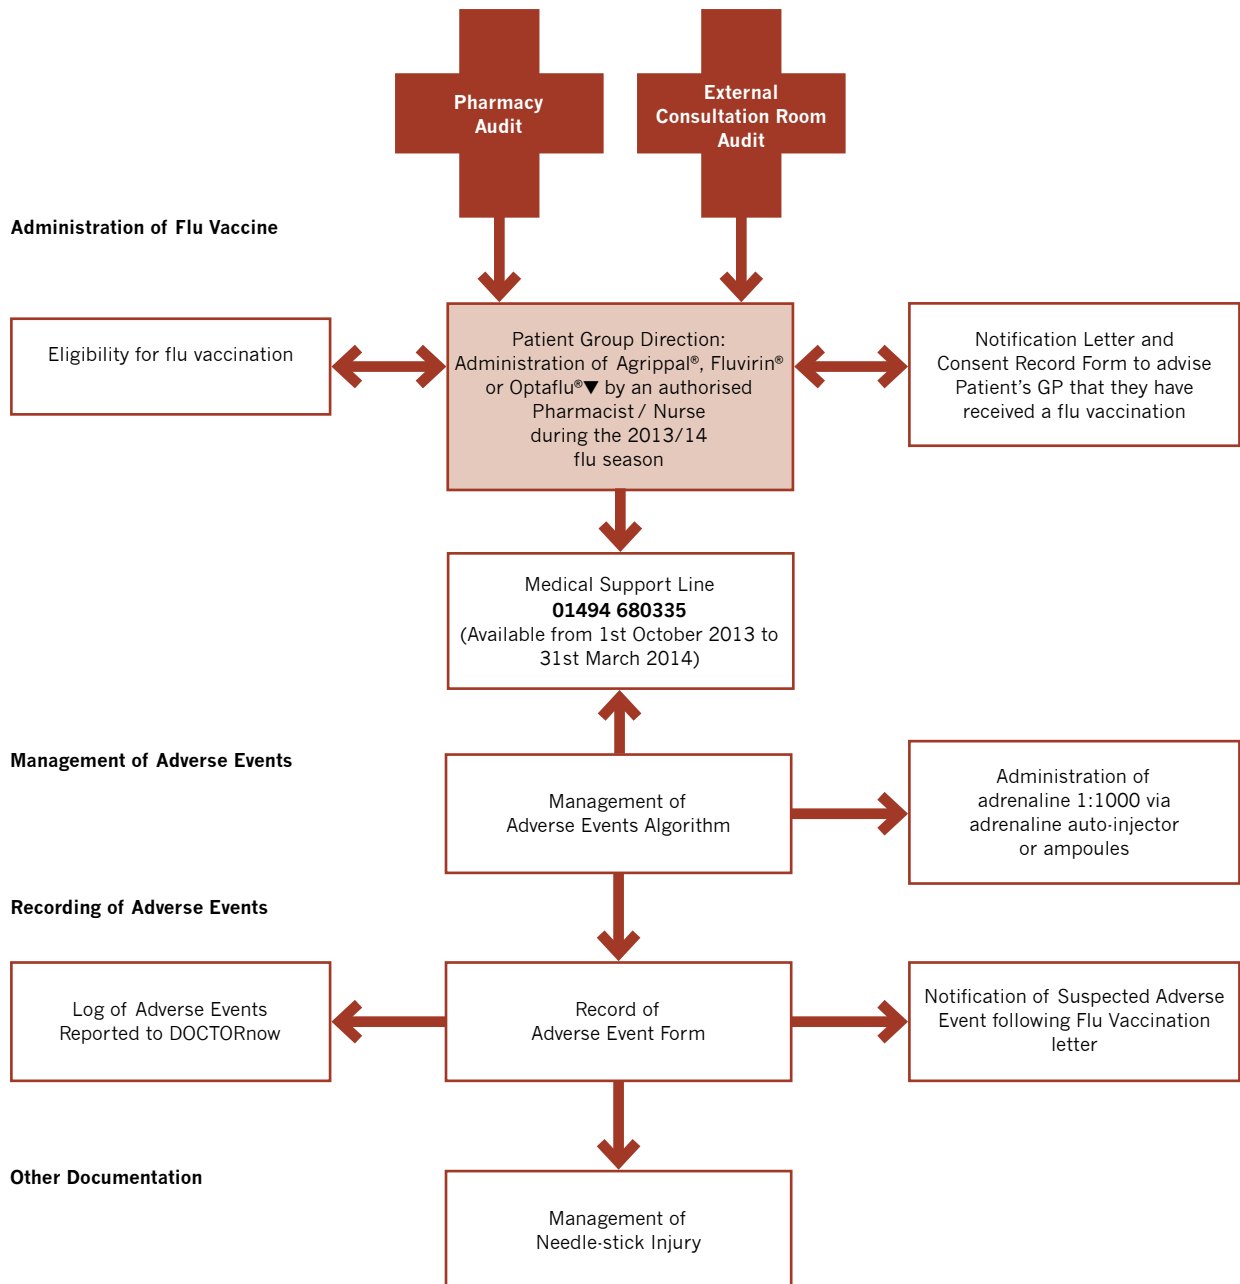 Pharmacy
Audit
External
Consultation Room
Audit
Administration of Flu Vaccine
Eligibility for flu vaccination
Patient Group Direction:
Administration of Agrippal®, Fluvirin®
or Optaflu®▼ by an authorised
Pharmacist / Nurse
during the 2013/14
flu season
Notification Letter and
Consent Record Form to advise
Patient’s GP that they have
received a flu vaccination
Medical Support Line
01494 680335
(Available from 1st October 2013 to
31st March 2014)
Management of Adverse Events
Management of
Adverse Events Algorithm
Administration of
adrenaline 1:1000 via
adrenaline auto-injector
or ampoules
Recording of Adverse Events
Log of Adverse Events
Reported to DOCTORnow
Record of
Adverse Event Form
Notification of Suspected Adverse
Event following Flu Vaccination
letter
Other Documentation
Management of
Needle-stick Injury